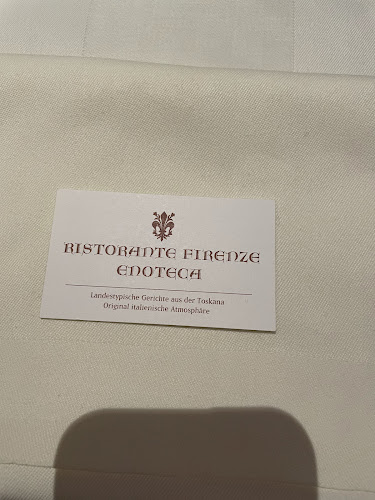 RISTORANTE FIRENZE
ENOTECA
Landestypische Gerichte aus der Toskana
Original italienische Atmosphäre